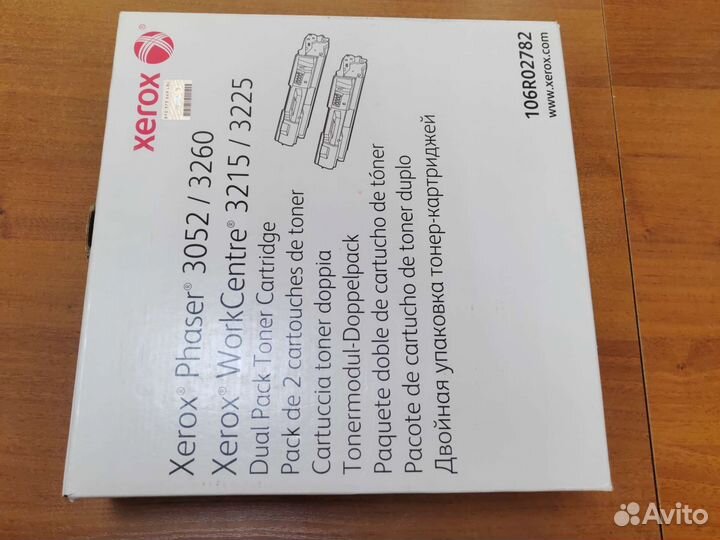 xerox
Xerox® Phaser® 3052 / 3260
Xerox® WorkCentre® 3215 / 3225
Dual Pack Toner Cartridge
Pack de 2 cartouches de toner
Cartuccia toner doppia
Tonermodul-Doppelpack
Paquete doble de cartucho de tóner
Pacote de cartucho de toner duplo
Двойная упаковка тонер-картриджей
106R02782
www.xerox.com
Avito